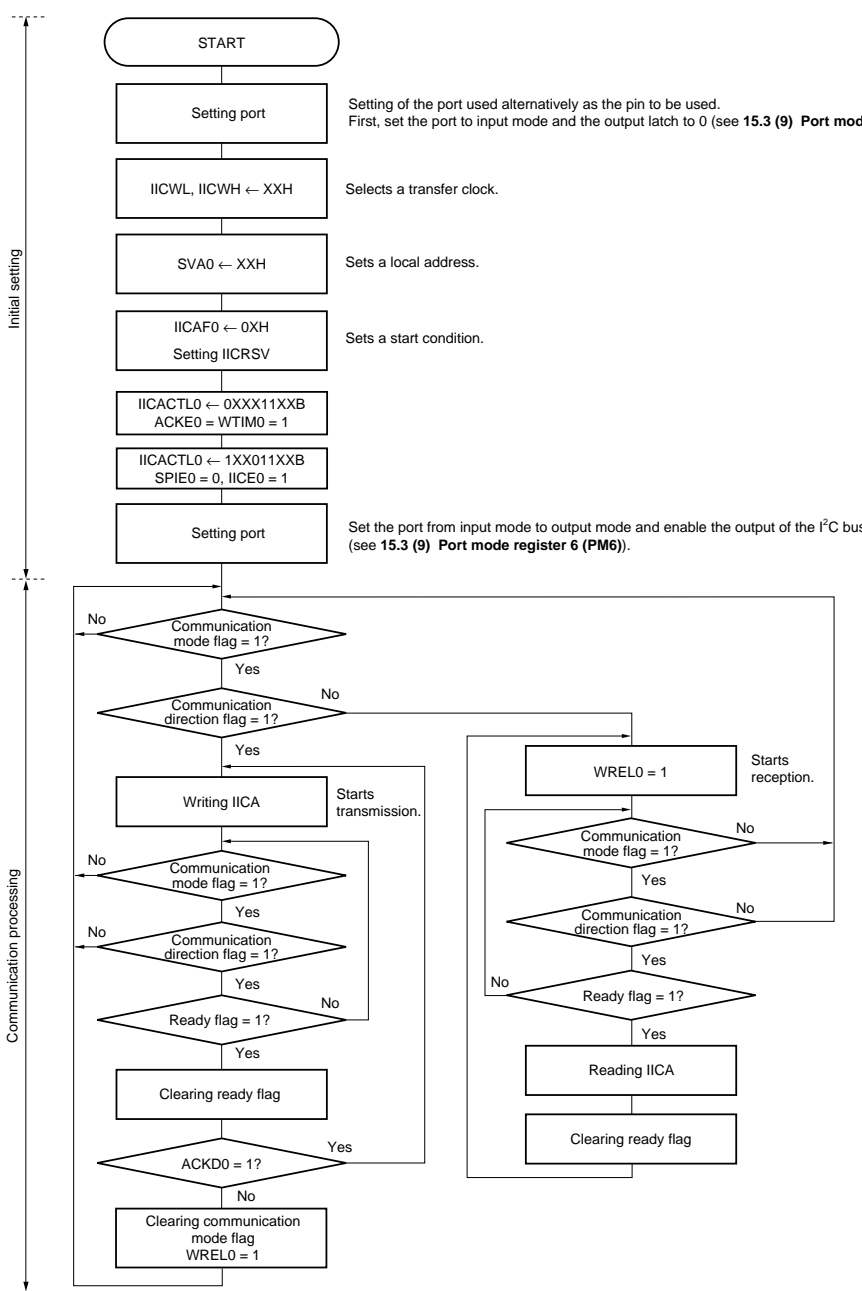 START
Setting port
Setting of the port used alternatively as the pin to be used.
First, set the port to input mode and the output latch to 0 (see 15.3 (9) Port mod
IICWL, IICWH ← XXH
Selects a transfer clock.
SVA0 ← XXH
Sets a local address.
IICAF0 ← 0XH
Setting IICRSV
Sets a start condition.
IICACTL0 ← 0XXX11XXB
ACKE0 = WTIM0 = 1
IICACTL0 ← 1XX011XXB
SPIE0 = 0, IICE0 = 1
Setting port
Set the port from input mode to output mode and enable the output of the I²C bus
(see 15.3 (9) Port mode register 6 (PM6)).
Initial setting
Communication processing
No
Communication
mode flag = 1?
Yes
Communication
direction flag = 1?
No
Yes
Writing IICA
Starts
transmission.
No
Communication
mode flag = 1?
Yes
No
Communication
direction flag = 1?
Yes
No
Ready flag = 1?
Yes
Clearing ready flag
Yes
ACKD0 = 1?
No
Clearing communication
mode flag
WREL0 = 1
WREL0 = 1
Starts
reception.
Communication
mode flag = 1?
No
Yes
Communication
direction flag = 1?
No
Yes
No
Ready flag = 1?
Yes
Reading IICA
Clearing ready flag